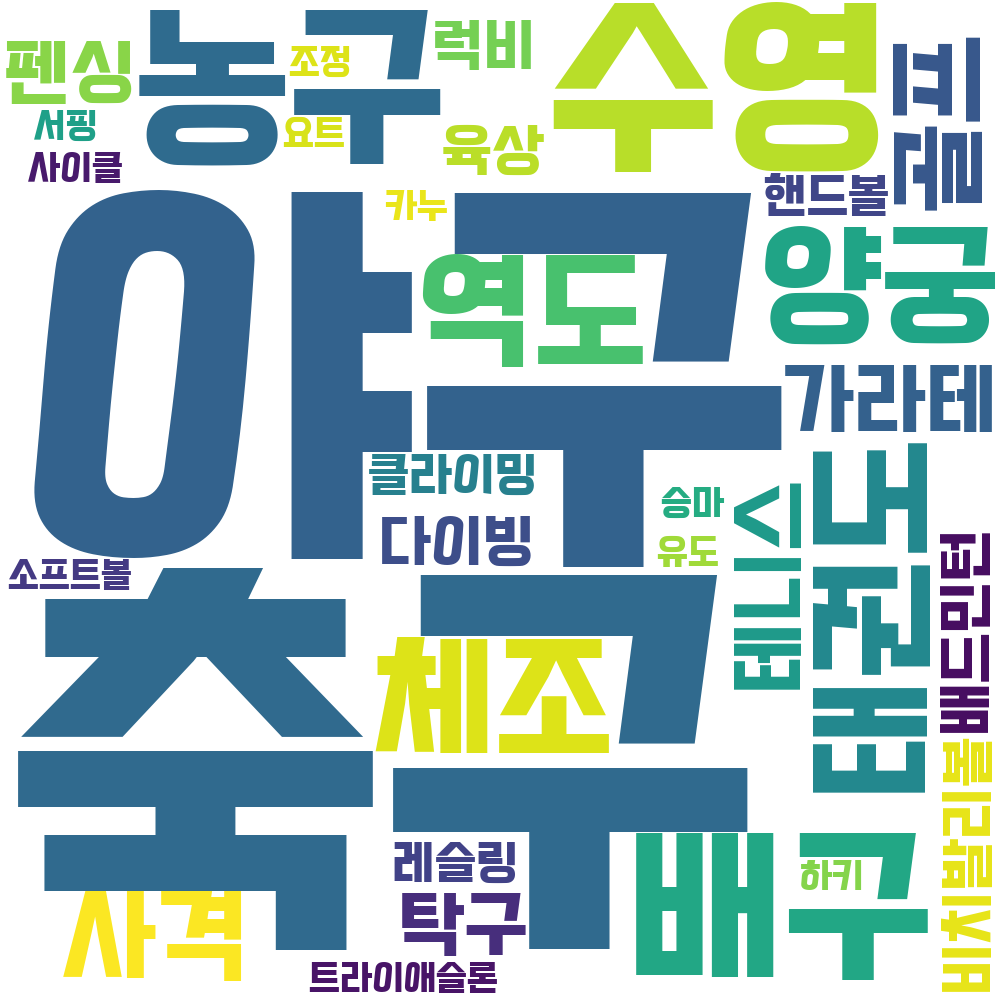 펜싱
농구
조정
럭비
수영
골프
서핑
요트
육상
사이클
카누
핸드볼
야구
역도
양궁
가라테
클라이밍
다이빙
승마
유도
테니스
태권도
배드민턴
소프트볼
축구
체조
비치발리볼
레슬링
배구
하키
사격
탁구
트라이애슬론